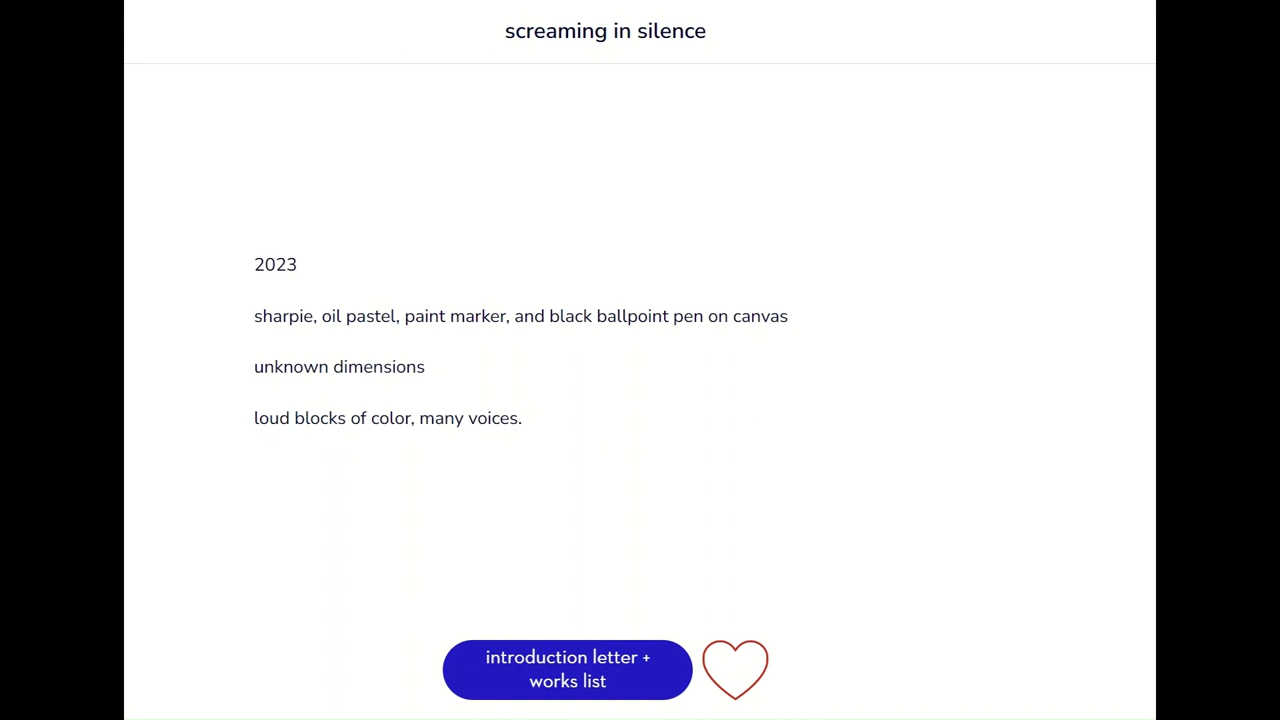 screaming in silence
2023
sharpie, oil pastel, paint marker, and black ballpoint pen on canvas
unknown dimensions
loud blocks of color, many voices.
introduction letter +
works list